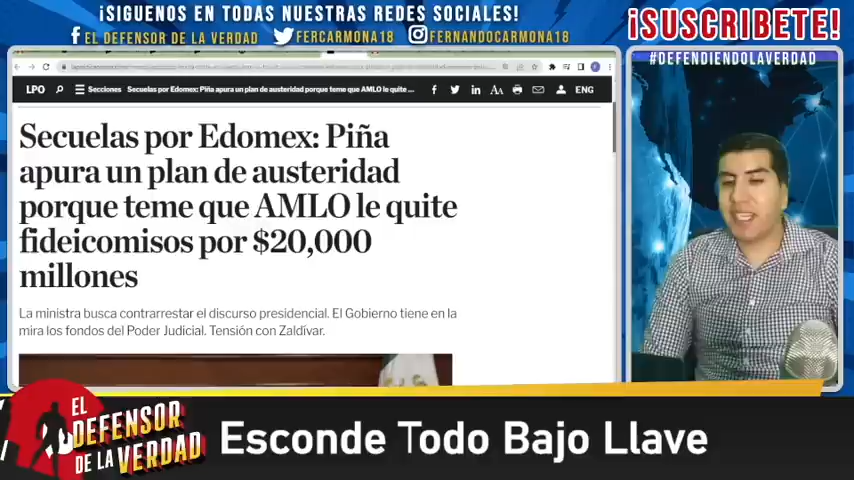 ¡SIGUENOS EN TODAS NUESTRAS REDES SOCIALES!
EL DEFENSOR DE LA VERDAD FERCARMONA18 FERNANDOCARMONA18
¡SUSCRIBETE!
#DEFENDIENDOLAVERDAD
LPO Secciones Secuelas por Edomex: Piña apura un plan de austeridad porque teme que AMLO le quite ... AA ENG
Secuelas por Edomex: Piña
apura un plan de austeridad
porque teme que AMLO le quite
fideicomisos por $20,000
millones
La ministra busca contrarrestar el discurso presidencial. El Gobierno tiene en la
mira los fondos del Poder Judicial. Tensión con Zaldívar.
EL
DEFENSOR
DE LA VERDAD
Esconde Todo Bajo Llave